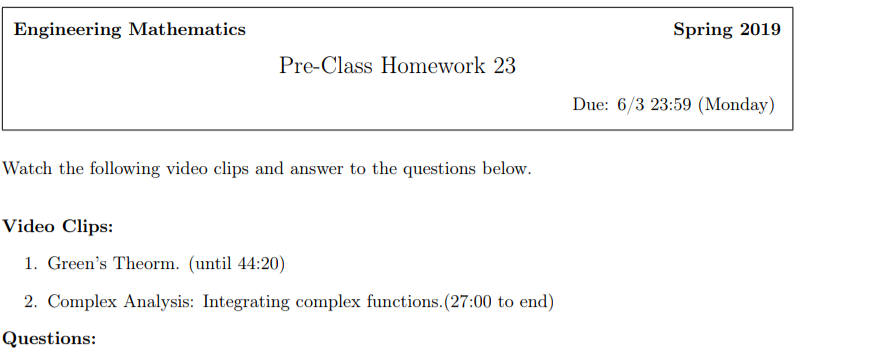 Engineering Mathematics Spring 2019
Pre-Class Homework 23
Due: 6/3 23:59 (Monday)
Watch the following video clips and answer to the questions below.
Video Clips:
1. Green's Theorm. (until 44:20)
2. Complex Analysis: Integrating complex functions.(27:00 to end)
Questions: